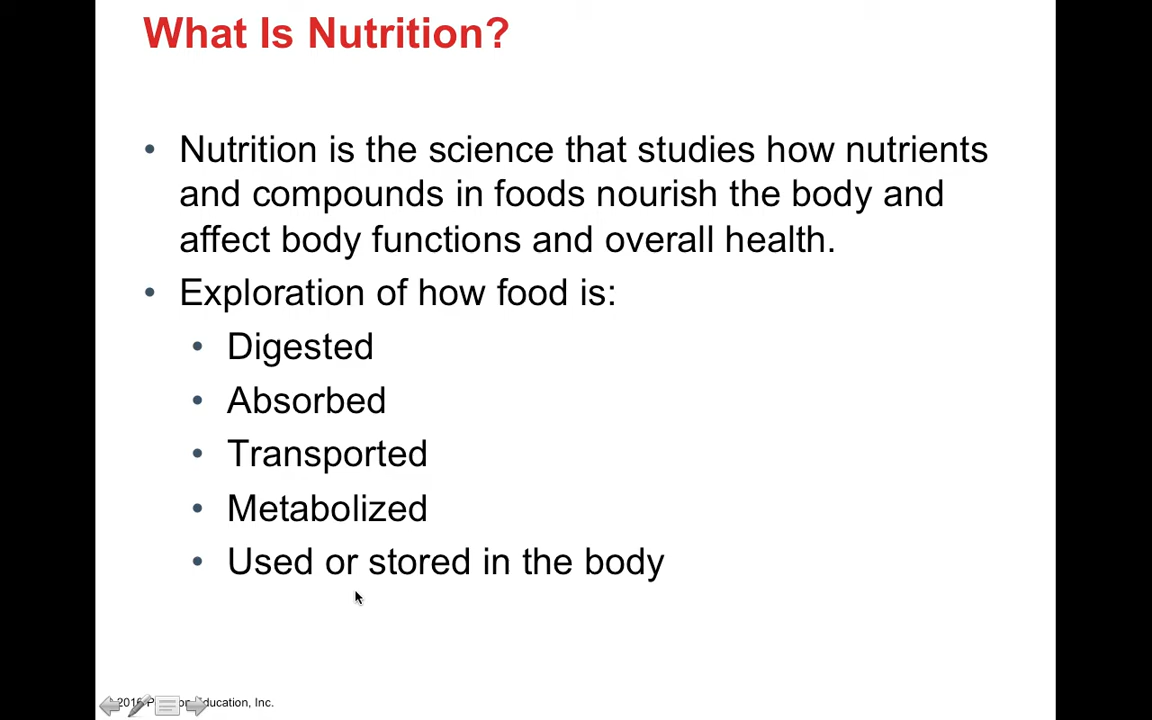 What Is Nutrition?
• Nutrition is the science that studies how nutrients
and compounds in foods nourish the body and
affect body functions and overall health.
• Exploration of how food is:
• Digested
• Absorbed
• Transported
• Metabolized
• Used or stored in the body
2016 Education, Inc.